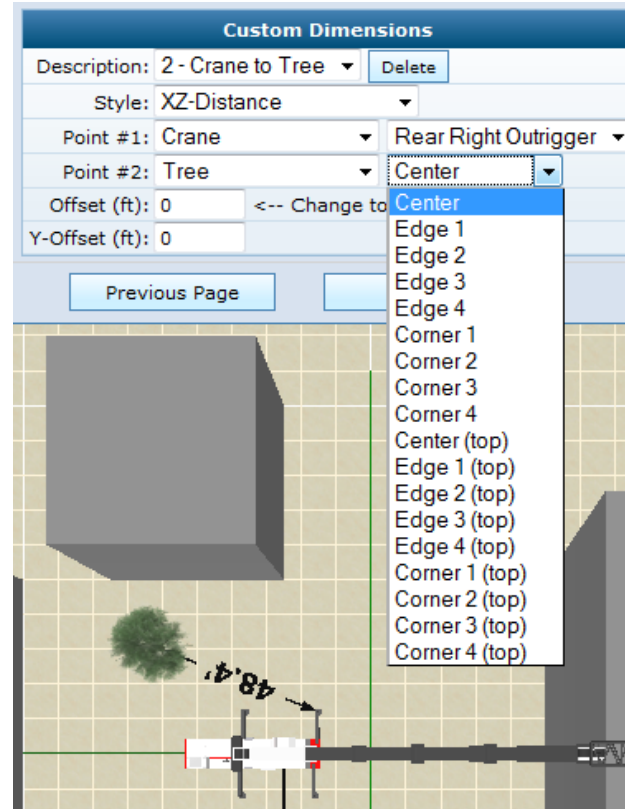 Custom Dimensions
Description: 2 - Crane to Tree Delete
Style: XZ-Distance
Point #1: Crane Rear Right Outrigger
Point #2: Tree Center
Offset (ft): 0 <-- Change to
Y-Offset (ft): 0
Center
Edge 1
Edge 2
Edge 3
Edge 4
Corner 1
Corner 2
Corner 3
Corner 4
Center (top)
Edge 1 (top)
Edge 2 (top)
Edge 3 (top)
Edge 4 (top)
Corner 1 (top)
Corner 2 (top)
Corner 3 (top)
Corner 4 (top)
Previous Page
48.4'